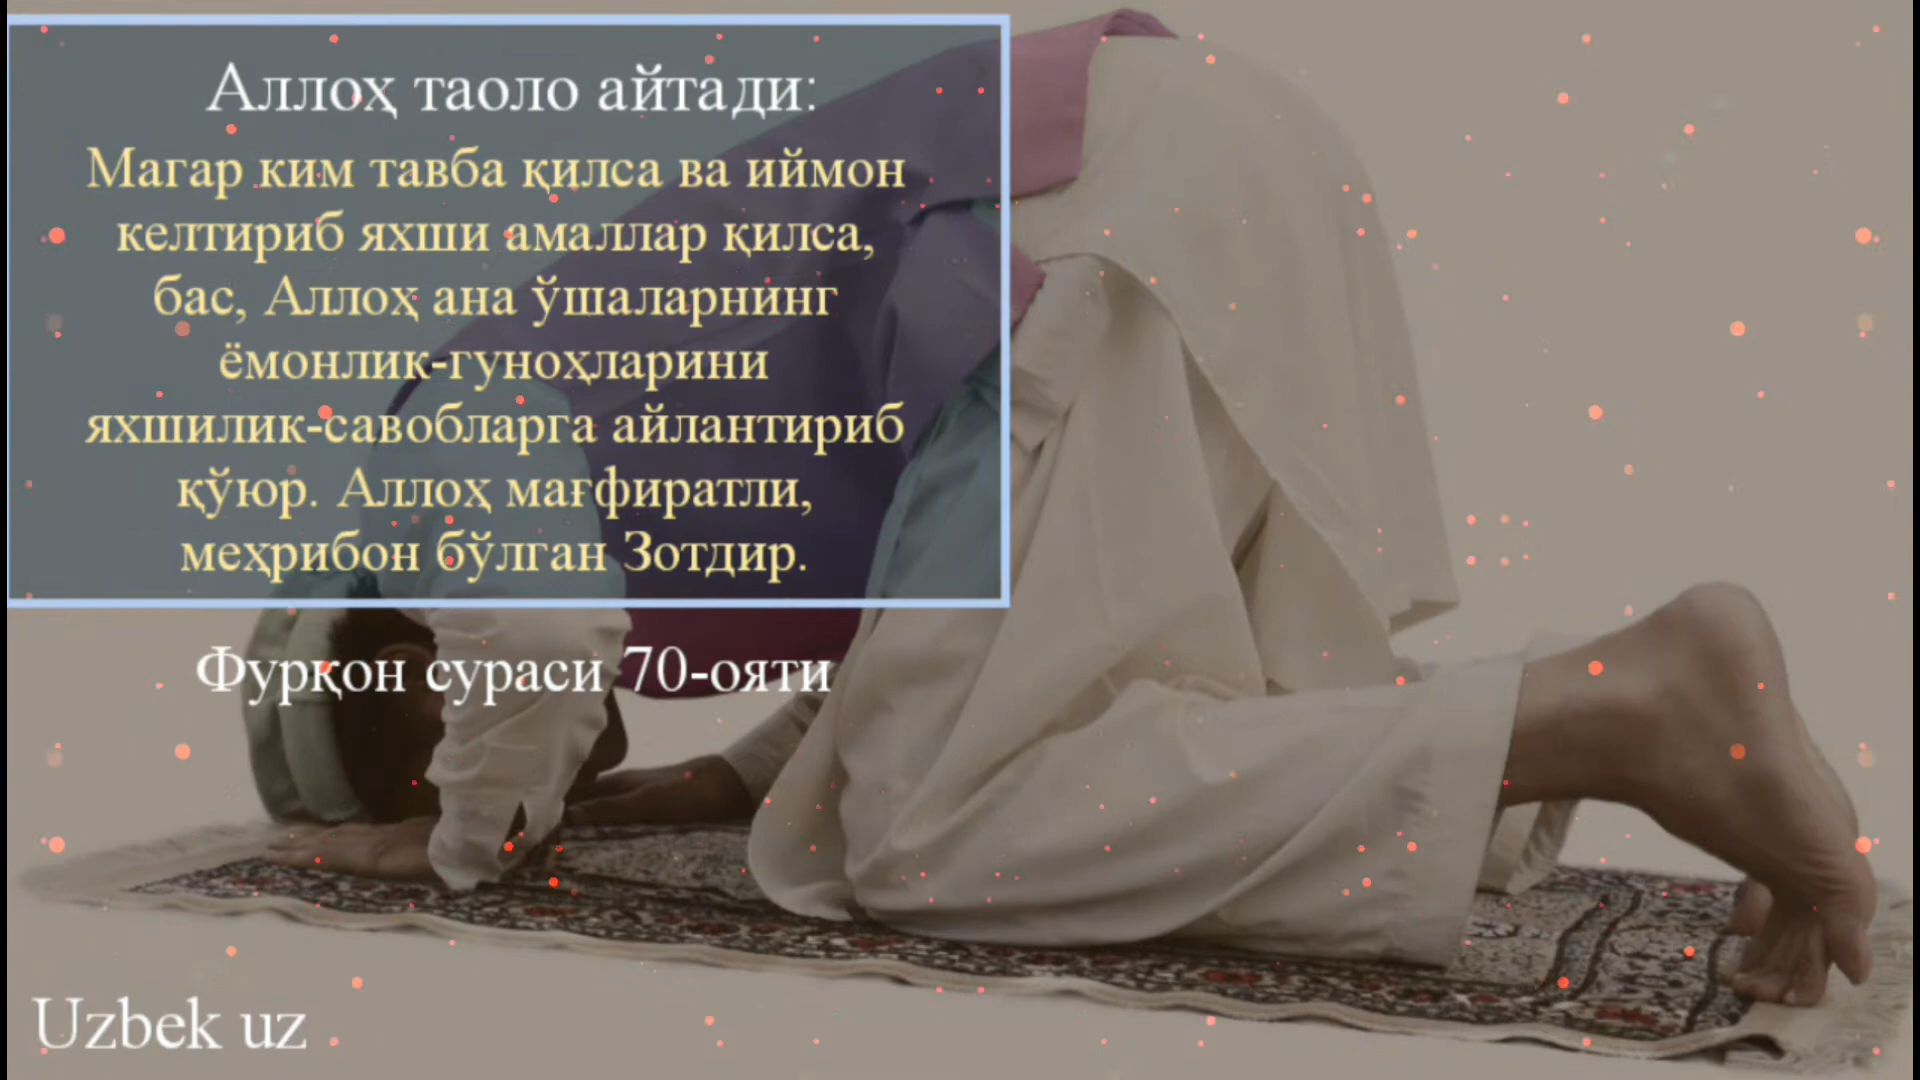 Аллоҳ таоло айтади:
Магар ким тавба қилса ва иймон
келтириб яхши амаллар қилса,
бас, Аллоҳ ана ўшаларнинг
ёмонлик-гуноҳларини
яхшилик-савобларга айлантириб
қўюр. Аллоҳ мағфиратли,
меҳрибон бўлган Зотдир.
Фурқон сураси 70-ояти
Uzbek uz